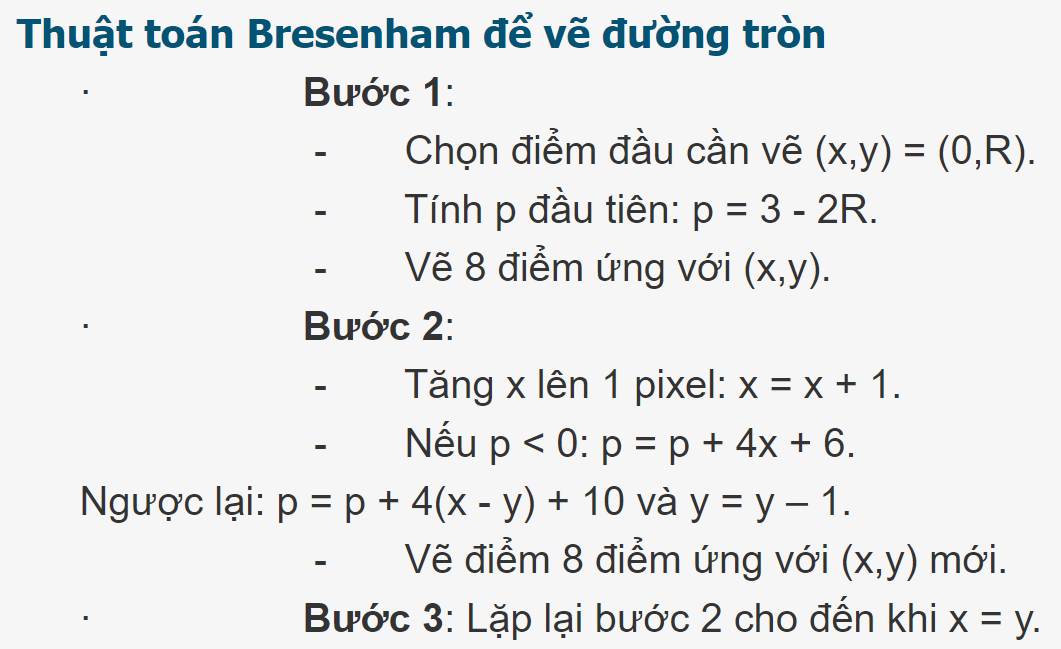 Thuật toán Bresenham để vẽ đường tròn
· Bước 1:
- Chọn điểm đầu cần vẽ (x,y) = (0,R).
- Tính p đầu tiên: p = 3 - 2R.
- Vẽ 8 điểm ứng với (x,y).
· Bước 2:
- Tăng x lên 1 pixel: x = x + 1.
- Nếu p < 0: p = p + 4x + 6.
Ngược lại: p = p + 4(x - y) + 10 và y = y – 1.
- Vẽ điểm 8 điểm ứng với (x,y) mới.
· Bước 3: Lặp lại bước 2 cho đến khi x = y.